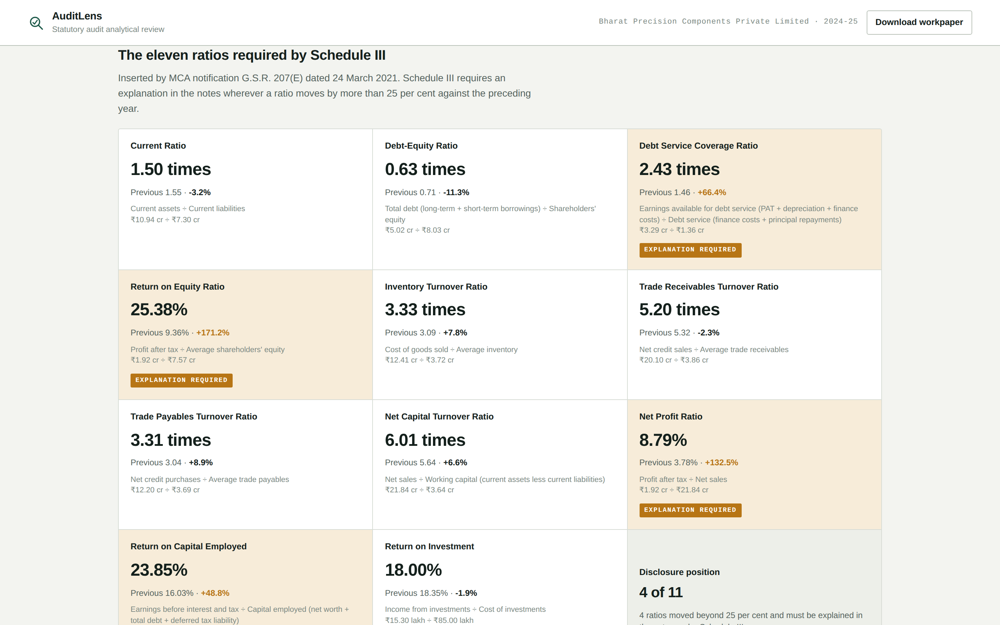 AuditLens
Statutory audit analytical review
Bharat Precision Components Private Limited · 2024-25
Download workpaper
The eleven ratios required by Schedule III
Inserted by MCA notification G.S.R. 207(E) dated 24 March 2021. Schedule III requires an
explanation in the notes wherever a ratio moves by more than 25 per cent against the preceding
year.
Current Ratio
1.50 times
Previous 1.55 · -3.2%
Current assets ÷ Current liabilities
₹10.94 cr ÷ ₹7.30 cr
Debt-Equity Ratio
0.63 times
Previous 0.71 · -11.3%
Total debt (long-term + short-term borrowings) ÷ Shareholders'
equity
₹5.02 cr ÷ ₹8.03 cr
Debt Service Coverage Ratio
2.43 times
Previous 1.46 · +66.4%
Earnings available for debt service (PAT + depreciation + finance
costs) ÷ Debt service (finance costs + principal repayments)
₹3.29 cr ÷ ₹1.36 cr
EXPLANATION REQUIRED
Return on Equity Ratio
25.38%
Previous 9.36% · +171.2%
Profit after tax ÷ Average shareholders' equity
₹1.92 cr ÷ ₹7.57 cr
EXPLANATION REQUIRED
Inventory Turnover Ratio
3.33 times
Previous 3.09 · +7.8%
Cost of goods sold ÷ Average inventory
₹12.41 cr ÷ ₹3.72 cr
Trade Receivables Turnover Ratio
5.20 times
Previous 5.32 · -2.3%
Net credit sales ÷ Average trade receivables
₹20.10 cr ÷ ₹3.86 cr
Trade Payables Turnover Ratio
3.31 times
Previous 3.04 · +8.9%
Net credit purchases ÷ Average trade payables
₹12.20 cr ÷ ₹3.69 cr
Net Capital Turnover Ratio
6.01 times
Previous 5.64 · +6.6%
Net sales ÷ Working capital (current assets less current liabilities)
₹21.84 cr ÷ ₹3.64 cr
Net Profit Ratio
8.79%
Previous 3.78% · +132.5%
Profit after tax ÷ Net sales
₹1.92 cr ÷ ₹21.84 cr
EXPLANATION REQUIRED
Return on Capital Employed
23.85%
Previous 16.03% · +48.8%
Earnings before interest and tax ÷ Capital employed (net worth +
total debt + deferred tax liability)
Return on Investment
18.00%
Previous 18.35% · -1.9%
Income from investments ÷ Cost of investments
₹15.30 lakh ÷ ₹85.00 lakh
Disclosure position
4 of 11
4 ratios moved beyond 25 per cent and must be explained in